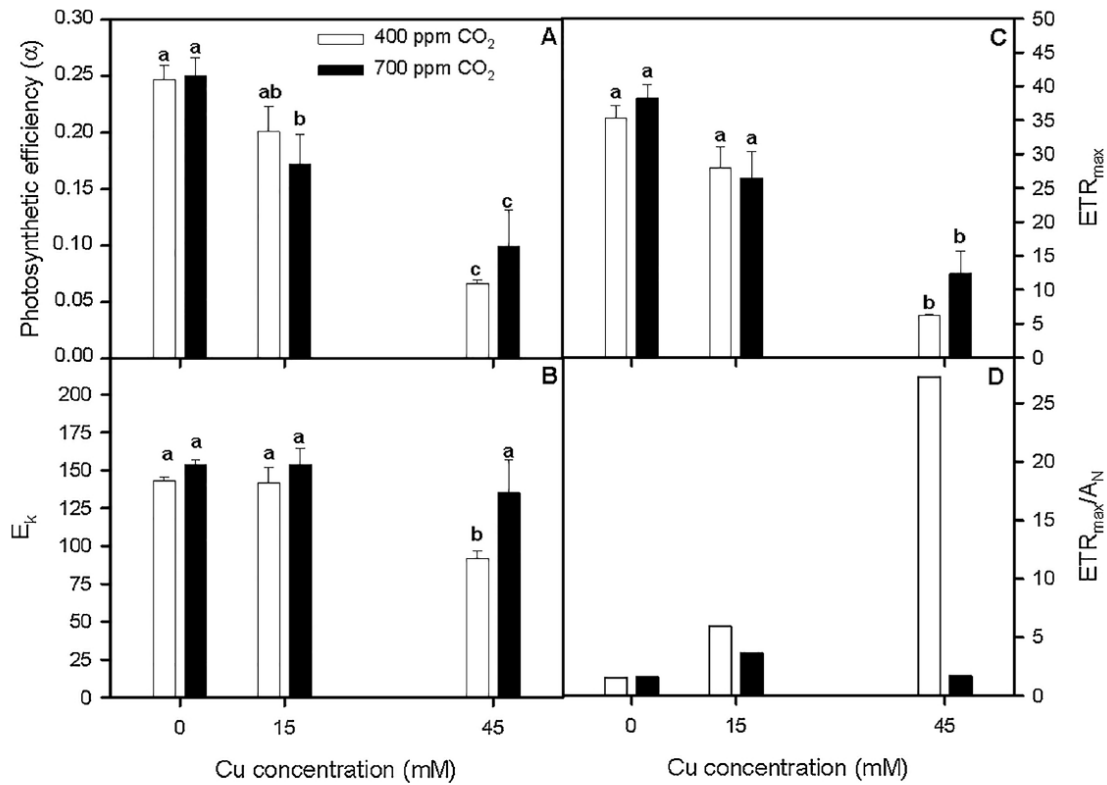 A
400 ppm CO2
700 ppm CO2
Photosynthetic efficiency (α)
0.30
0.25
0.20
0.15
0.10
0.05
0.00
a a
ab b
c c
C
ETRmax
50
45
40
35
30
25
20
15
10
5
0
a a
a a
b b
B
Ek
200
175
150
125
100
75
50
25
0
a a
a a
b a
0 15 45
Cu concentration (mM)
D
ETRmax/AN
25
20
15
10
5
0
0 15 45
Cu concentration (mM)